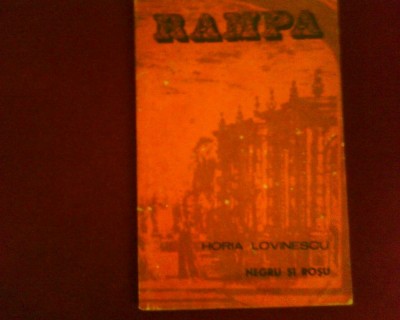 RAMPA
HORIA LOVINESCU
NEGRU ȘI ROȘU